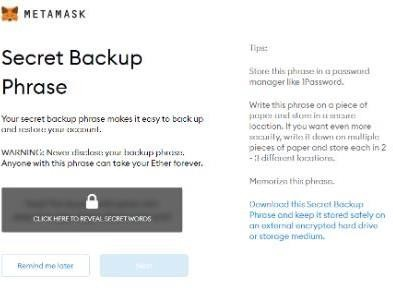 METAMASK
Secret Backup
Phrase
Your secret backup phrase makes it easy to back up
and restore your account.
WARNING: Never disclose your backup phrase.
Anyone with this phrase can take your Ether forever.
CLICK HERE TO REVEAL SECRET WORDS
Remind me later
Next
Tips:
Store this phrase in a password
manager like 1Password.
Write this phrase on a piece of
paper and store in a secure
location. If you want even more
security, write it down on multiple
pieces of paper and store each in 2
- 3 different locations.
Memorize this phrase.
Download this Secret Backup
Phrase and keep it stored safely on
an external encrypted hard drive
or storage medium.